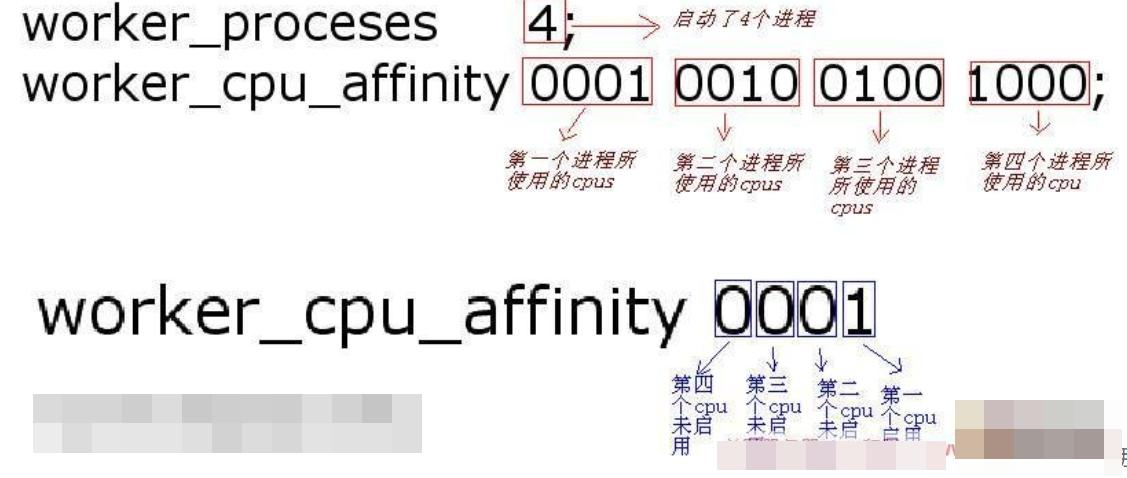 worker_proceses 4; 启动了4个进程
worker_cpu_affinity 0001 0010 0100 1000;
第一个进程所
使用的cpus
第二个进程所
使用的cpus
第三个进程
所使用的
cpus
第四个进程所
使用的cpu
worker_cpu_affinity 0001
第四
个cpu
未启
用
第三
个cpu
未启
第二
个cpu
未启
第一
个cpu
启用